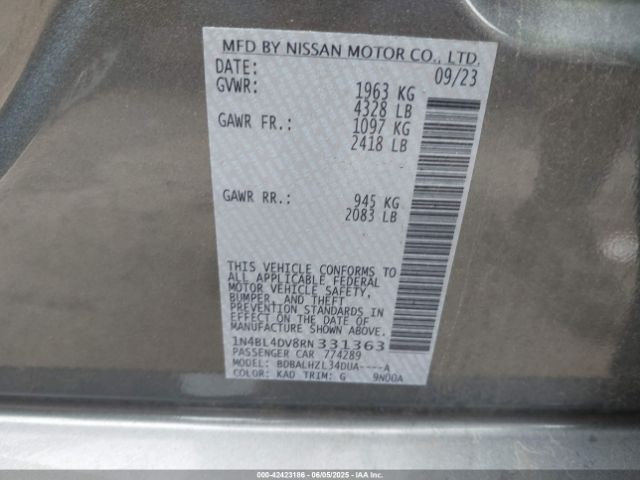 MFD BY NISSAN MOTOR CO., LTD.
DATE: 09/23
GVWR: 1963 KG
4328 LB
GAWR FR.: 1097 KG
2418 LB
GAWR RR.: 945 KG
2083 LB
THIS VEHICLE CONFORMS TO
ALL APPLICABLE FEDERAL
MOTOR VEHICLE SAFETY,
BUMPER, AND THEFT
PREVENTION STANDARDS IN
EFFECT ON THE DATE OF
MANUFACTURE SHOWN ABOVE.
1N4BL4DV8RN331363
PASSENGER CAR 774289
MODEL: BDBALHZL34DUA----A
COLOR: KAD TRIM: G 9N00A
000-42423186 - 06/05/2025 - IAA Inc.